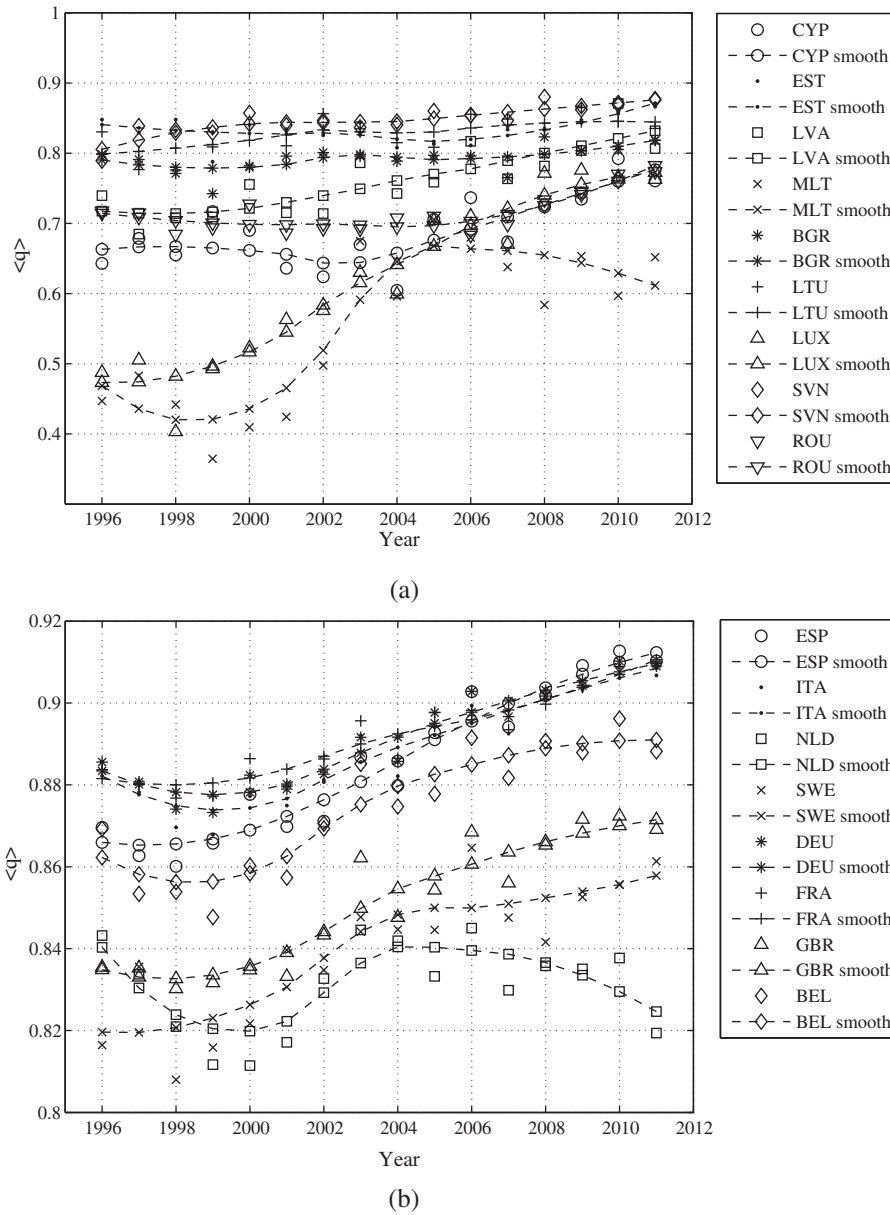 1
0.9
0.8
0.7
0.6
0.5
0.4
<q>
1996
1998
2000
2002
2004
2006
2008
2010
2012
Year
CYP
CYP smooth
EST
EST smooth
LVA
LVA smooth
MLT
MLT smooth
BGR
BGR smooth
LTU
LTU smooth
LUX
LUX smooth
SVN
SVN smooth
ROU
ROU smooth
(a)
0.92
0.9
0.88
0.86
0.84
0.82
0.8
<q>
1996
1998
2000
2002
2004
2006
2008
2010
2012
Year
ESP
ESP smooth
ITA
ITA smooth
NLD
NLD smooth
SWE
SWE smooth
DEU
DEU smooth
FRA
FRA smooth
GBR
GBR smooth
BEL
BEL smooth
(b)